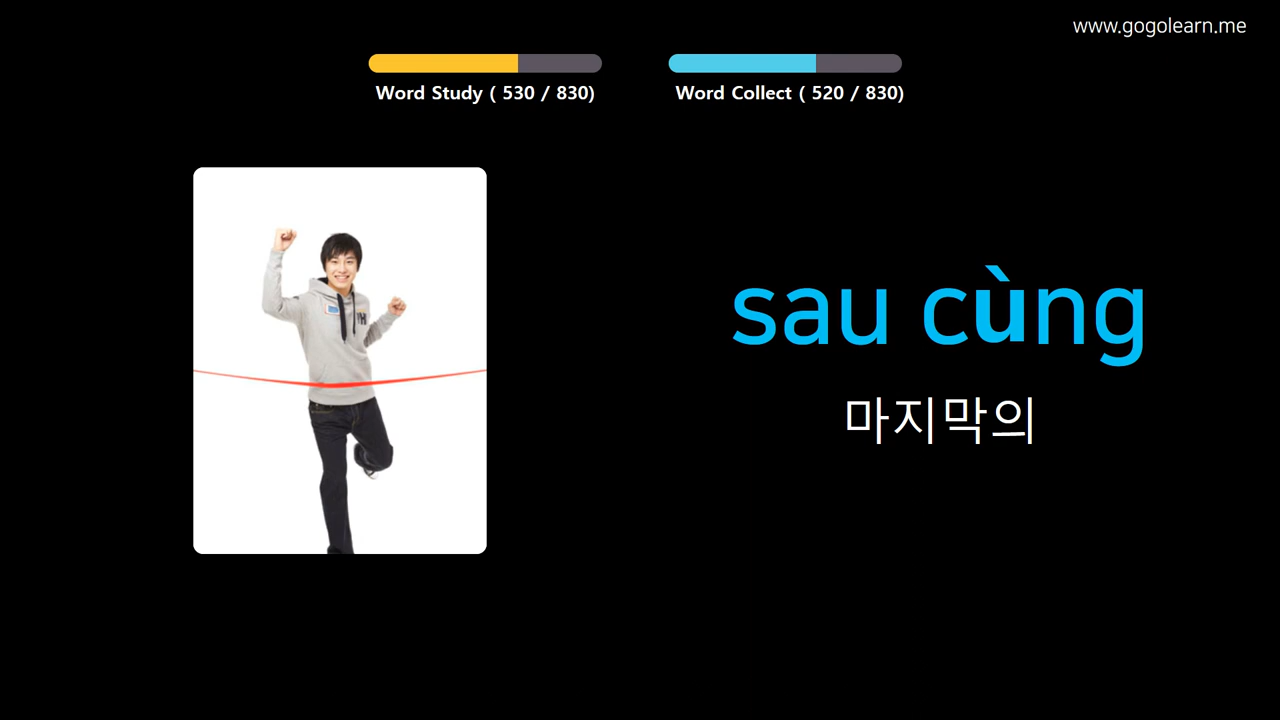 www.gogolearn.me
Word Study ( 530 / 830)
Word Collect ( 520 / 830)
sau cùng
마지막의